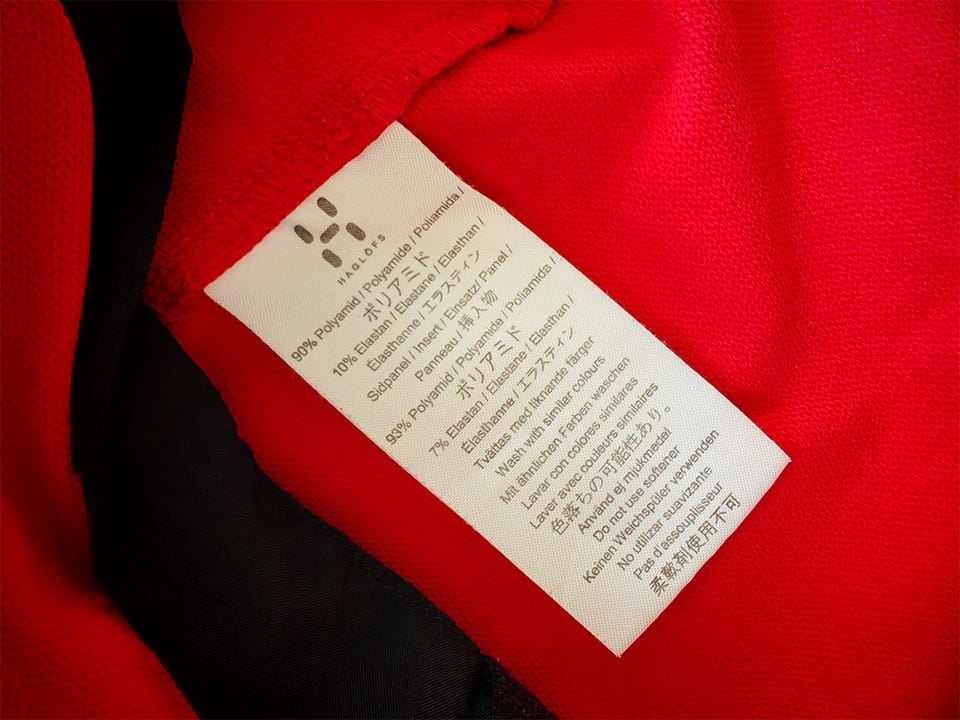 HAGLÖFS
90% Polyamid / Polyamide / Poliamida /
ポリアミド
10% Elastan / Elastane / Elasthan /
Élasthanne / エラスティン
Sidpanel / Insert / Einsatz/ Panel /
Panneau / 挿入物
93% Polyamid / Polyamide / Poliamida /
ポリアミド
7% Elastan / Elastane / Elasthan /
Élasthanne / エラスティン
Tvättas med liknande färger
Wash with similar colours
Mit ähnlichen Farben waschen
Lavar con colores similares
Laver avec couleurs similaires
色落ちの可能性あり。
Använd ej mjukmedel
Do not use softener
Keinen Weichspüler verwenden
No utilizar suavizante
Pas d'assouplisseur
柔軟剤使用不可